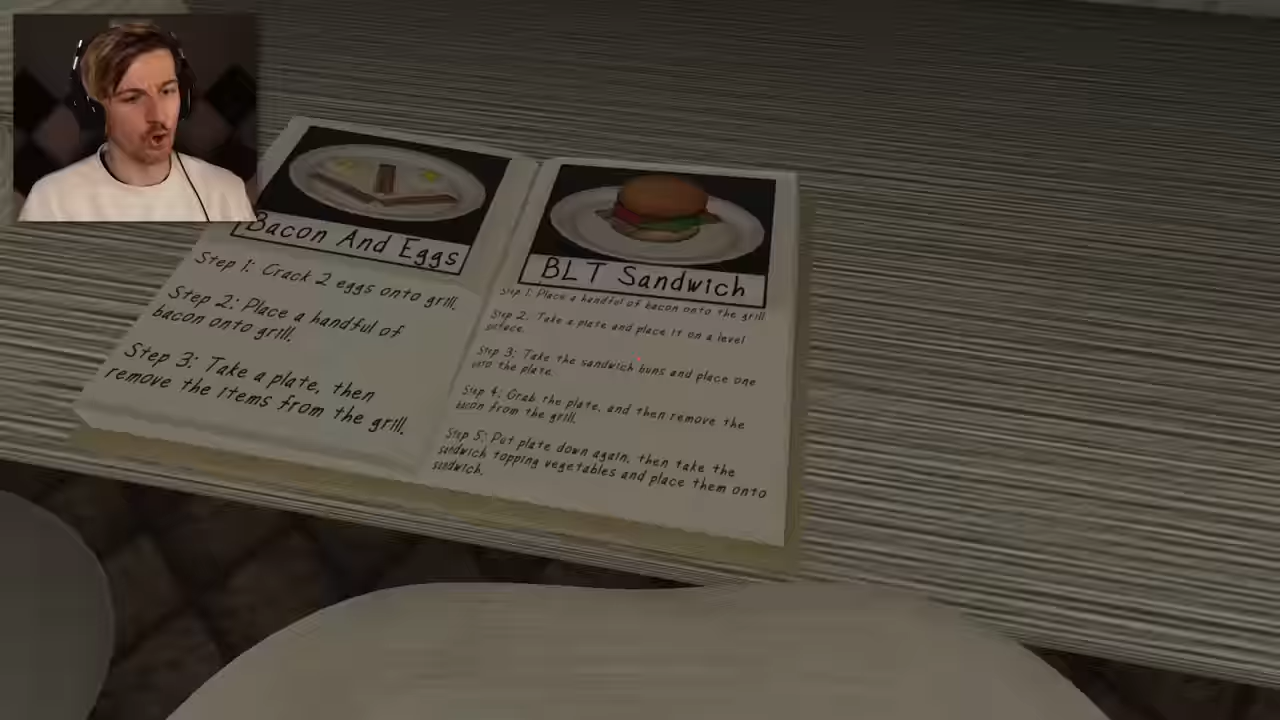 Bacon And Eggs
Step 1: Crack 2 eggs onto grill.
Step 2: Place a handful of
bacon onto grill.
Step 3: Take a plate, then
remove the items from the grill.
BLT Sandwich
Step 1: Place a handful of bacon onto the grill
Step 2: Take a plate and place it on a level
surface.
Step 3: Take the sandwich buns and place one
onto the plate.
Step 4: Grab the plate, and then remove the
bacon from the grill.
Step 5: Put plate down again, then take the
sandwich topping vegetables and place them onto
sandwich.